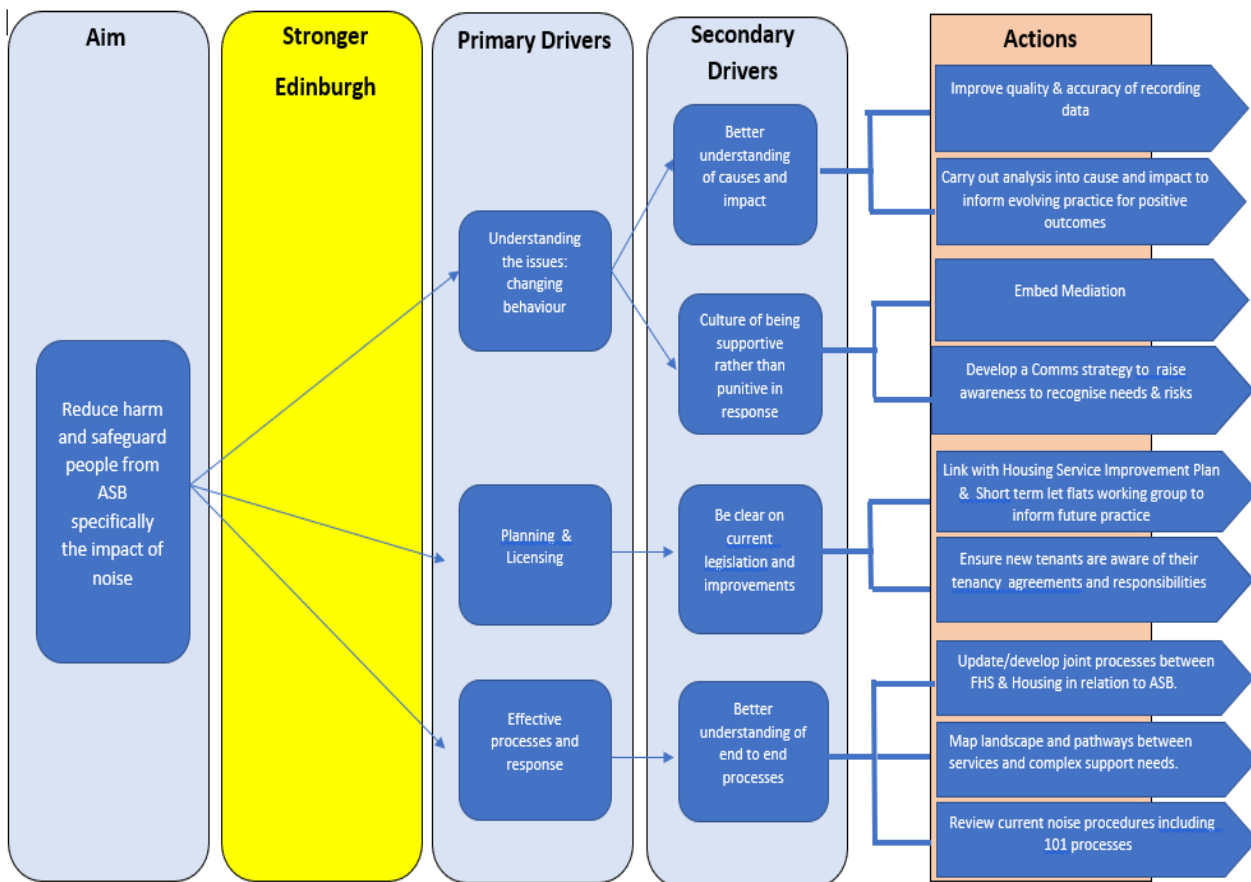 Aim
Stronger
Edinburgh
Primary Drivers
Secondary
Drivers
Actions
Reduce harm
and safeguard
people from
ASB
specifically
the impact of
noise
Understanding
the issues:
changing
behaviour
Planning &
Licensing
Effective
processes and
response
Better
understanding
of causes and
impact
Culture of being
supportive
rather than
punitive in
response
Be clear on
current
legislation and
improvements
Better
understanding of
end to end
processes
Improve quality & accuracy of recording
data
Carry out analysis into cause and impact to
inform evolving practice for positive
outcomes
Embed Mediation
Develop a Comms strategy to raise
awareness to recognise needs & risks
Link with Housing Service Improvement Plan
& Short term let flats working group to
inform future practice
Ensure new tenants are aware of their
tenancy agreements and responsibilities
Update/develop joint processes between
FHS & Housing in relation to ASB.
Map landscape and pathways between
services and complex support needs.
Review current noise procedures including
101 processes